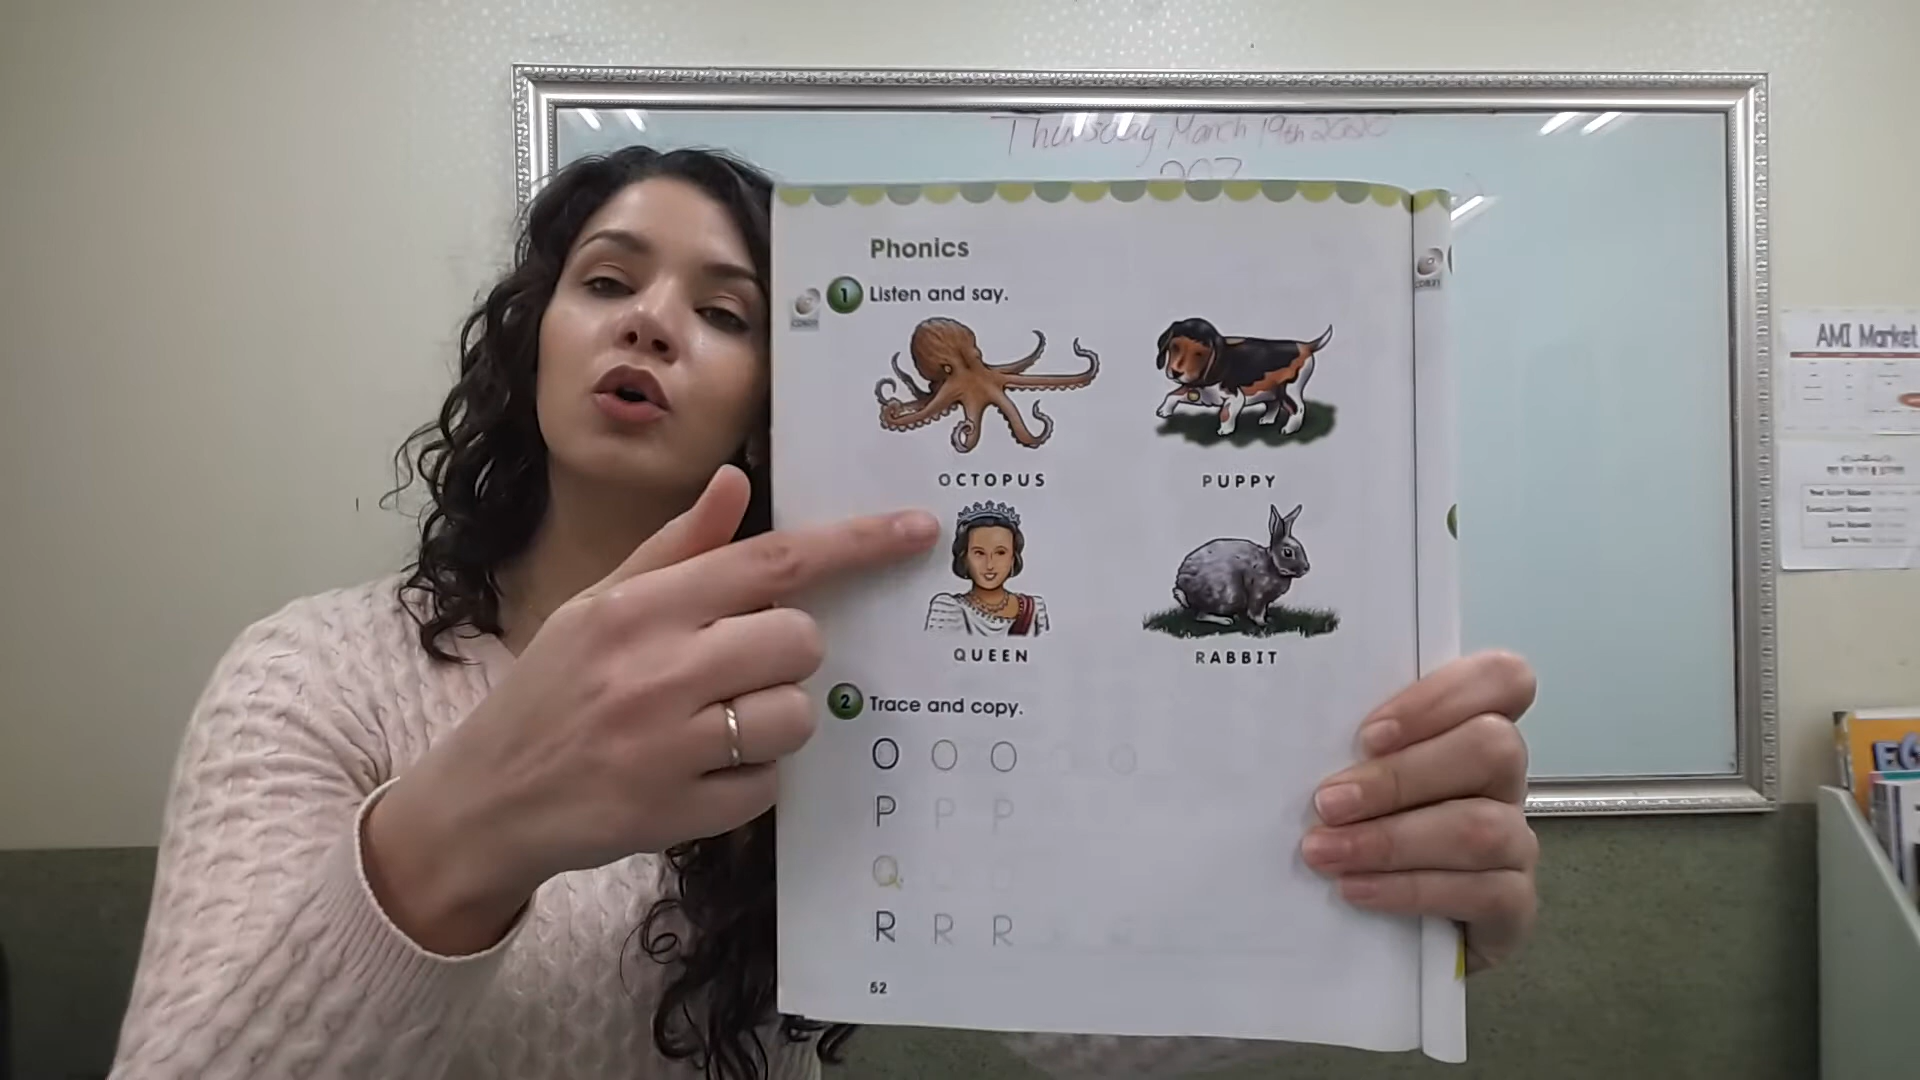 Thursday March 19th 2020
207
Phonics
1 Listen and say.
OCTOPUS
PUPPY
QUEEN
RABBIT
2 Trace and copy.
O O O O
P P P
Q
R R R
52
AMI Market